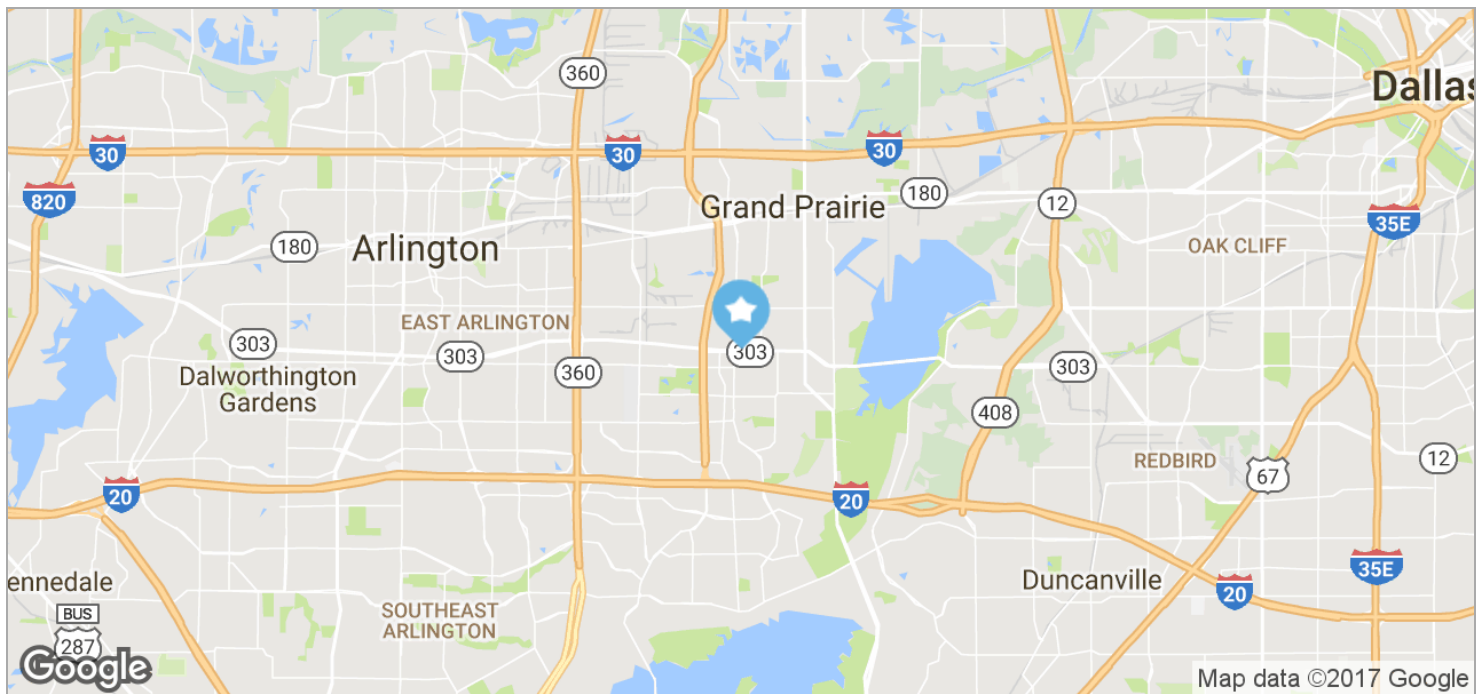 360
Dallas
30
30
30
820
180
Grand Prairie
12
35E
180
Arlington
OAK CLIFF
EAST ARLINGTON
303
303
303
360
303
Dalworthington
Gardens
408
REDBIRD
12
67
20
20
ennedale
Duncanville
35E
20
SOUTHEAST
ARLINGTON
BUS
287
Google
Map data ©2017 Google